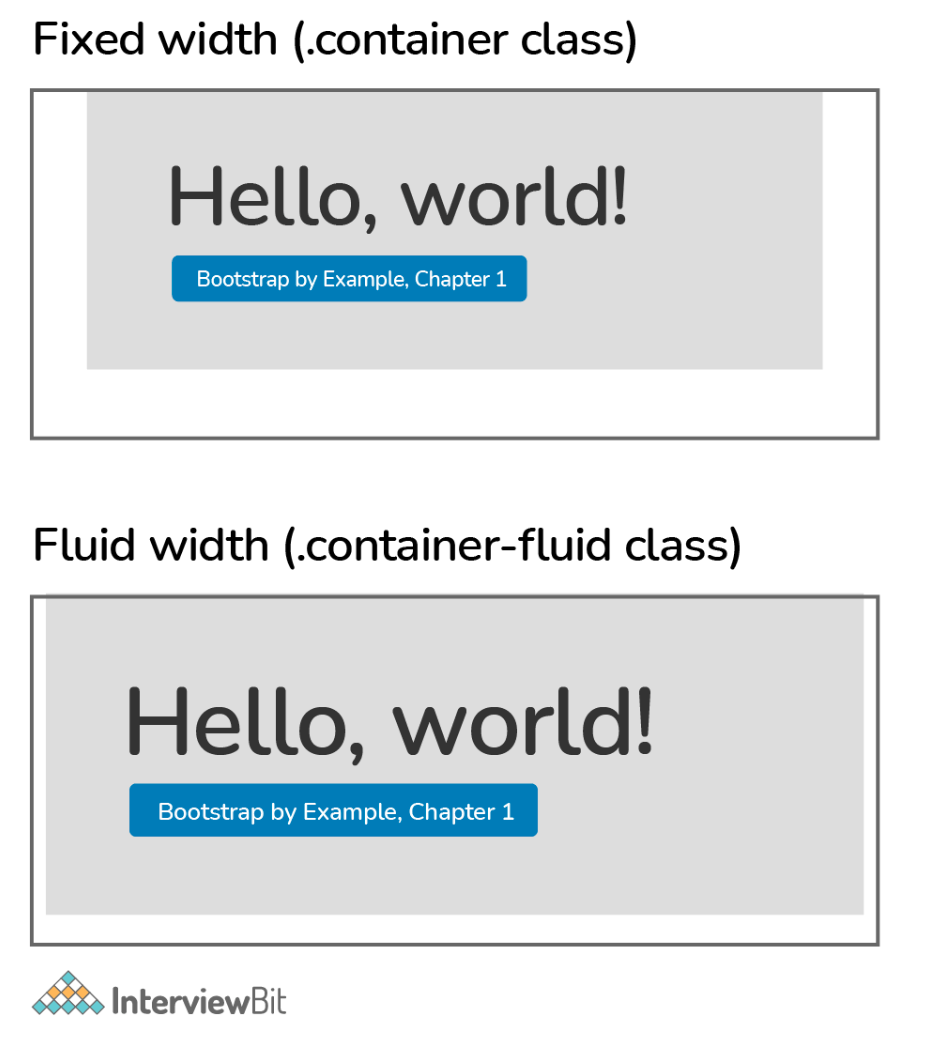 Fixed width (.container class)
Hello, world!
Bootstrap by Example, Chapter 1
Fluid width (.container-fluid class)
Hello, world!
Bootstrap by Example, Chapter 1
InterviewBit